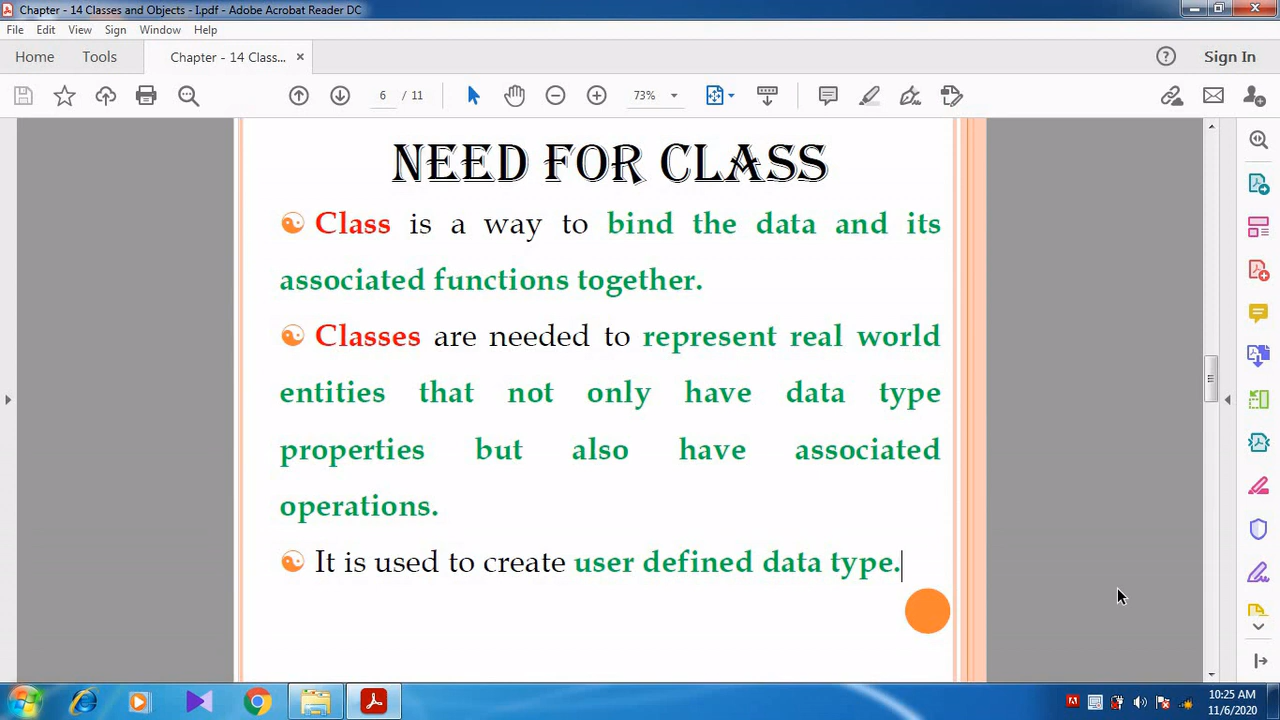 Chapter - 14 Classes and Objects - I.pdf - Adobe Acrobat Reader DC
File Edit View Sign Window Help
Home Tools Chapter - 14 Class... Sign In
6 / 11 73%
NEED FOR CLASS
Class is a way to bind the data and its
associated functions together.
Classes are needed to represent real world
entities that not only have data type
properties but also have associated
operations.
It is used to create user defined data type.
10:25 AM
11/6/2020